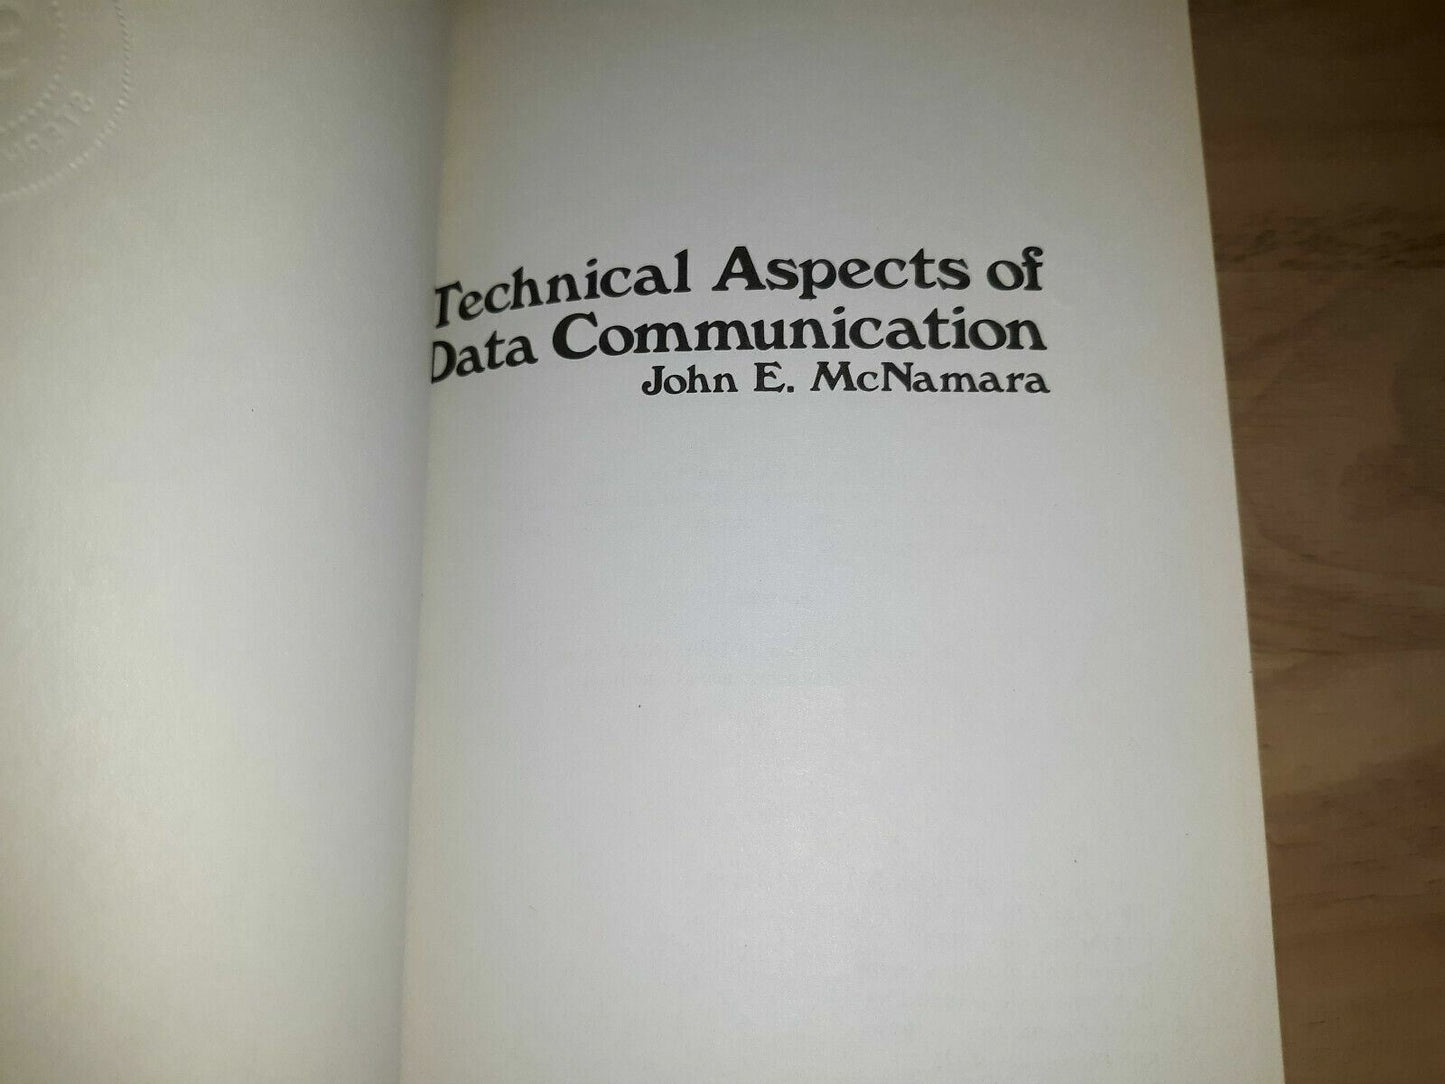 Technical Aspects of
Data Communication
John E. McNamara